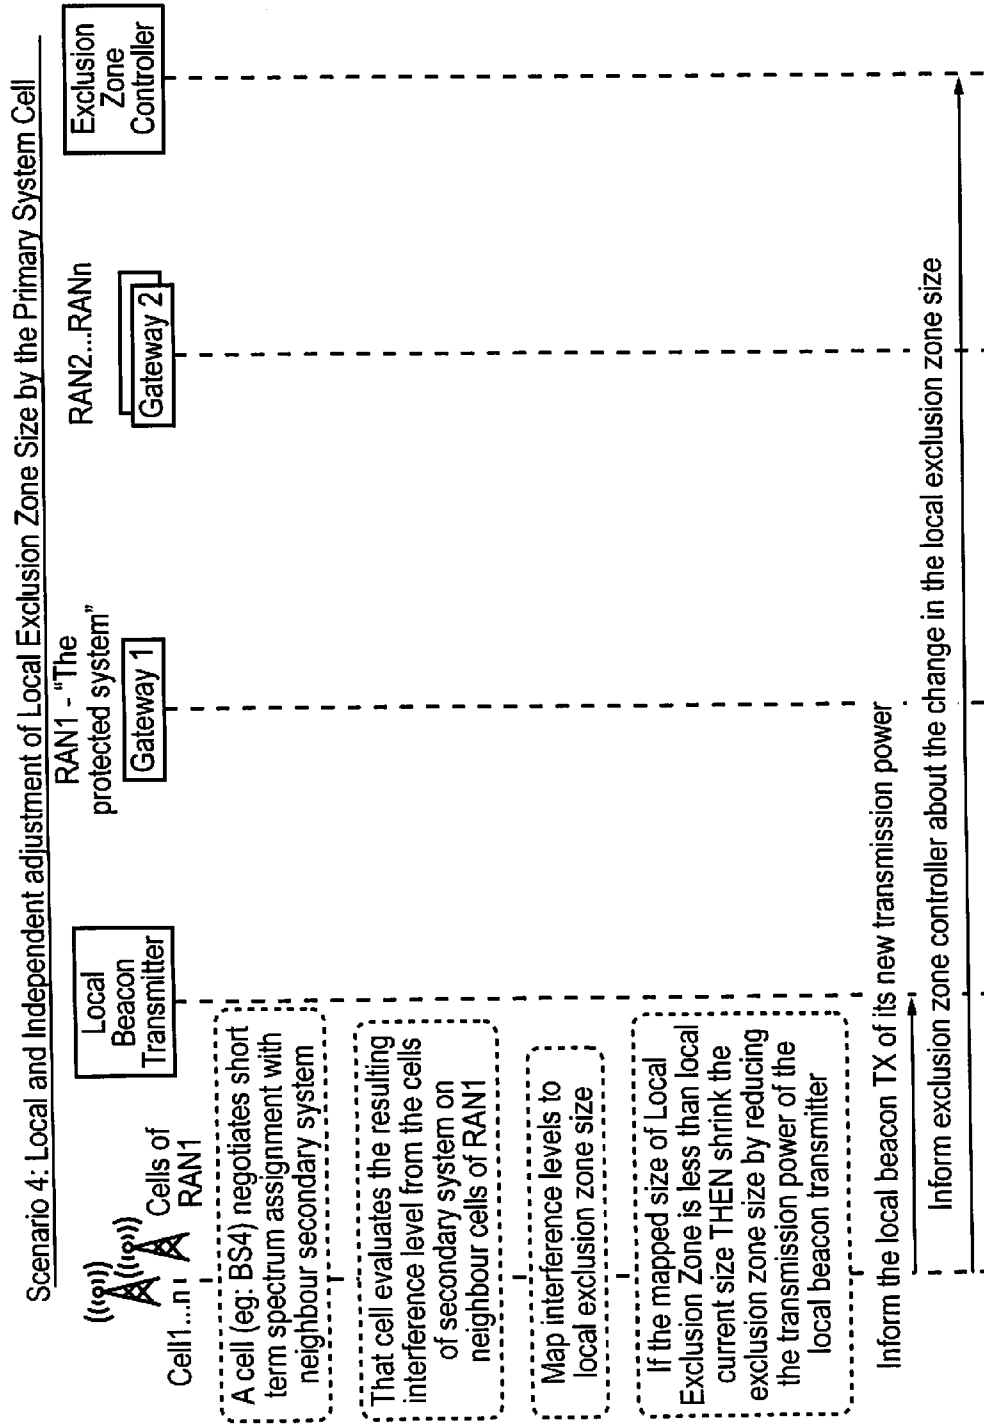 Scenario 4: Local and Independent adjustment of Local Exclusion Zone Size by the Primary System Cell
Cell1...n
Cells of
RAN1
Local
Beacon
Transmitter
RAN1 - "The
protected system"
Gateway 1
RAN2...RANn
Gateway 2
Exclusion
Zone
Controller
A cell (eg: BS4) negotiates short
term spectrum assignment with
neighbour secondary system
That cell evaluates the resulting
interference level from the cells
of secondary system on
neighbour cells of RAN1
Map interference levels to
local exclusion zone size
If the mapped size of Local
Exclusion Zone is less than local
current size THEN shrink the
exclusion zone size by reducing
the transmission power of the
local beacon transmitter
Inform the local beacon TX of its new transmission power
Inform exclusion zone controller about the change in the local exclusion zone size